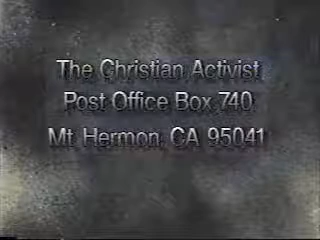 The Christian Activist
Post Office Box 740
Mt. Hermon, CA 95041